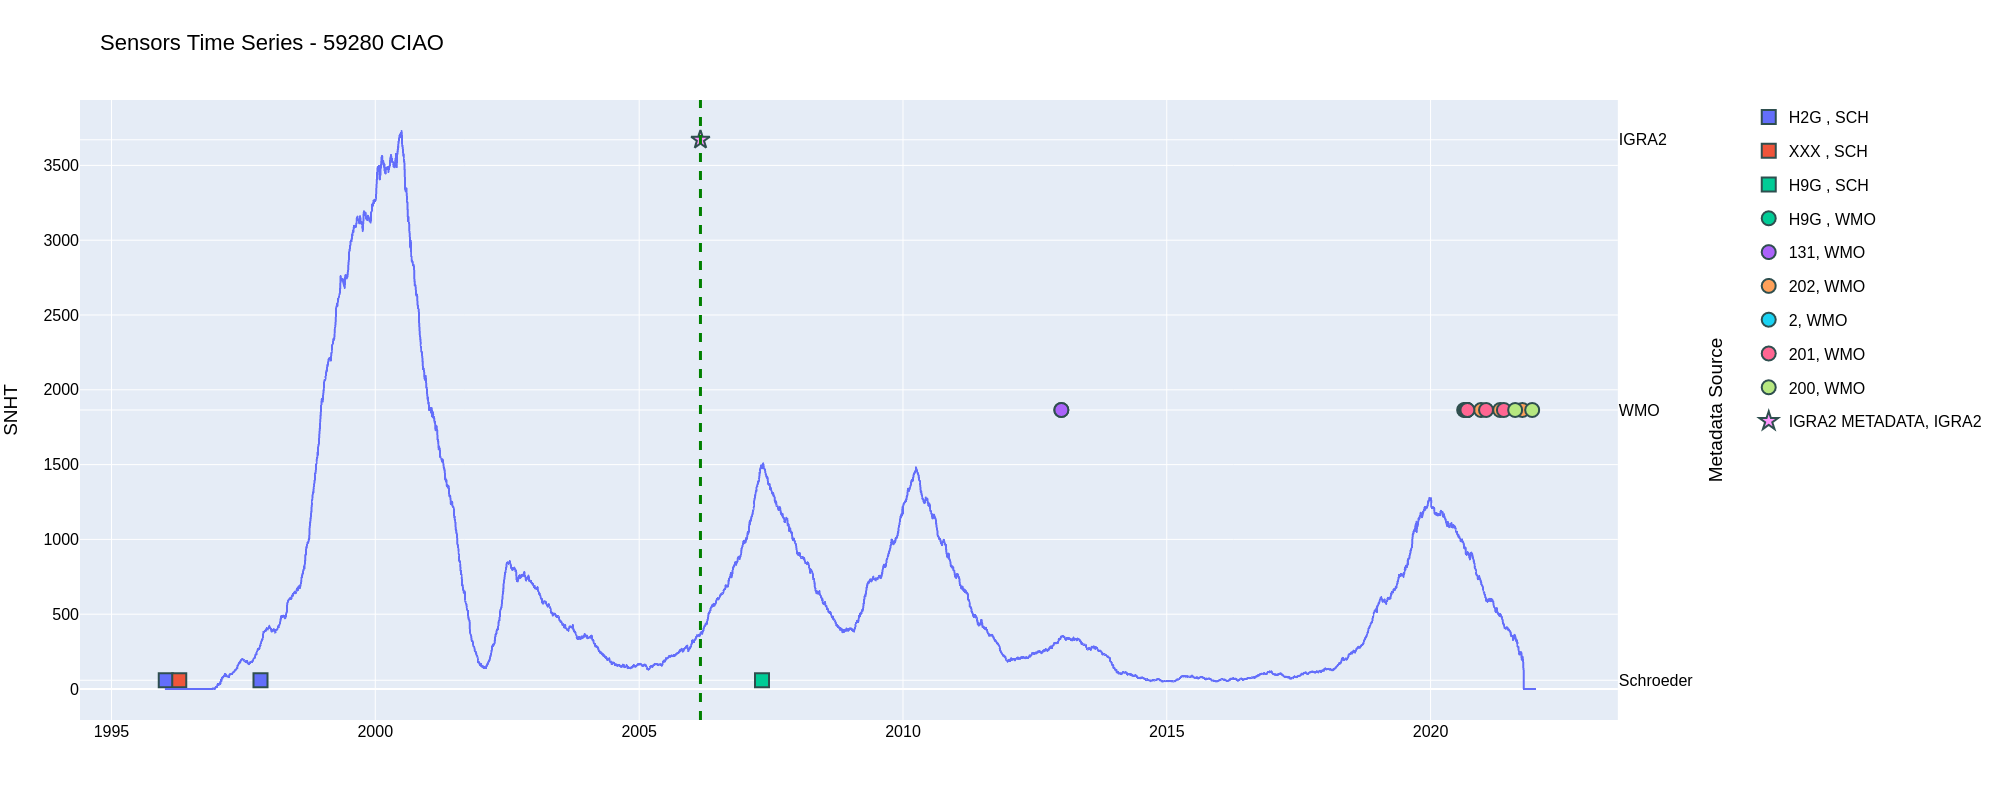 Sensors Time Series - 59280 CIAO
SNHT
3500
3000
2500
2000
1500
1000
500
0
1995
2000
2005
2010
2015
2020
IGRA2
WMO
Schroeder
Metadata Source
H2G , SCH
XXX , SCH
H9G , SCH
H9G , WMO
131, WMO
202, WMO
2, WMO
201, WMO
200, WMO
IGRA2 METADATA, IGRA2